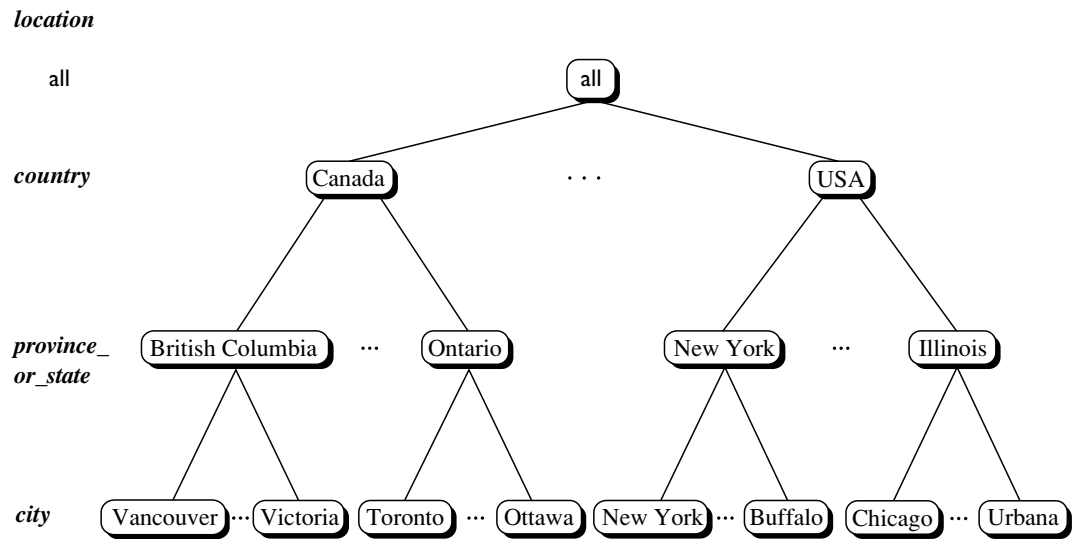 location
all all
country Canada . . . USA
province_ British Columbia ... Ontario New York ... Illinois
or_state
city Vancouver ... Victoria Toronto ... Ottawa New York ... Buffalo Chicago ... Urbana